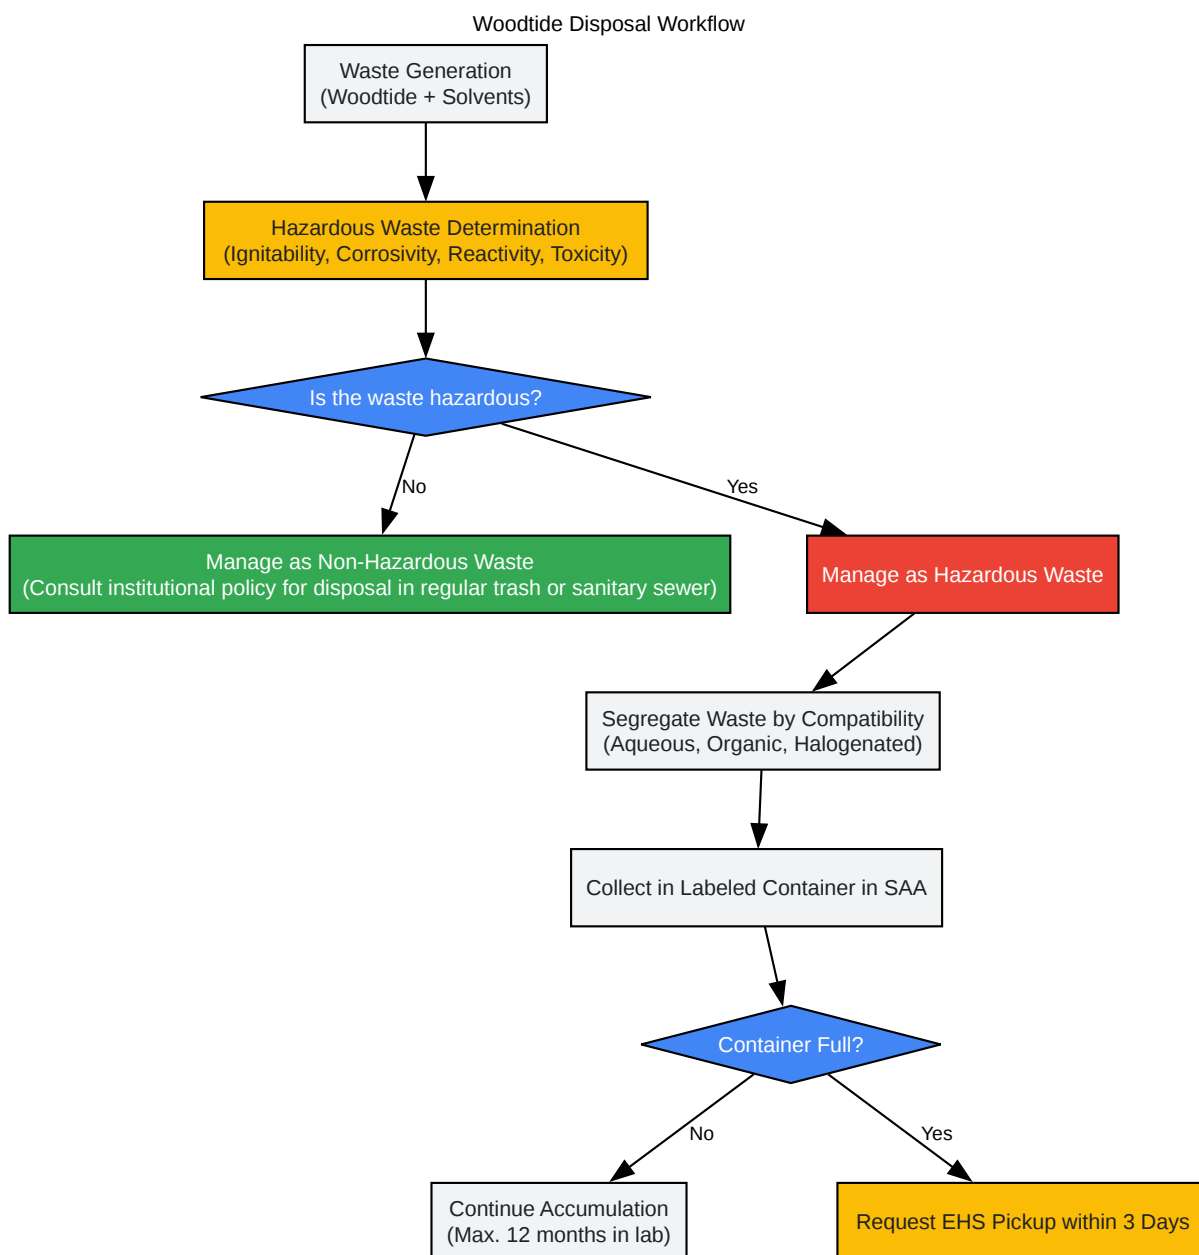 Woodtide Disposal Workflow
Waste Generation
(Woodtide + Solvents)
Hazardous Waste Determination
(Ignitability, Corrosivity, Reactivity, Toxicity)
Is the waste hazardous?
No
Yes
Manage as Non-Hazardous Waste
(Consult institutional policy for disposal in regular trash or sanitary sewer)
Manage as Hazardous Waste
Segregate Waste by Compatibility
(Aqueous, Organic, Halogenated)
Collect in Labeled Container in SAA
Container Full?
No
Yes
Continue Accumulation
(Max. 12 months in lab)
Request EHS Pickup within 3 Days